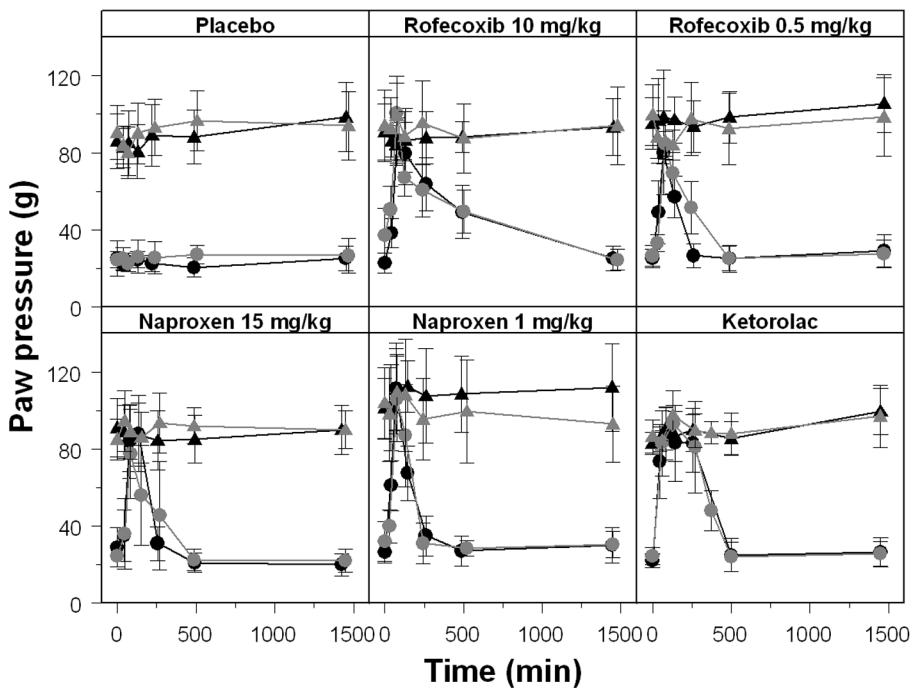 Placebo Rofecoxib 10 mg/kg Rofecoxib 0.5 mg/kg
120
80
40
0
Naproxen 15 mg/kg Naproxen 1 mg/kg Ketorolac
120
80
40
0
0 500 1000 1500 0 500 1000 1500 0 500 1000 1500
Paw pressure (g)
Time (min)